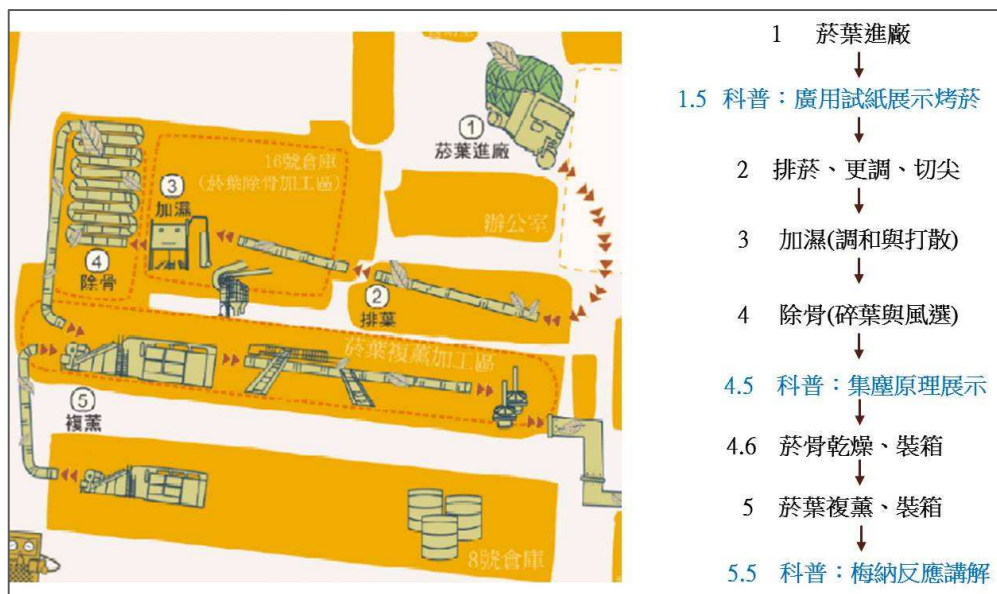 ①
菸葉進廠
16號倉庫
(菸葉除骨加工區)
③
加濕
辦公室
④
除骨
②
排葉
菸葉複薰加工區
⑤
複薰
8號倉庫
1 菸葉進廠
1.5 科普：廣用試紙展示烤菸
2 排菸、更調、切尖
3 加濕(調和與打散)
4 除骨(碎葉與風選)
4.5 科普：集塵原理展示
4.6 菸骨乾燥、裝箱
5 菸葉複薰、裝箱
5.5 科普：梅納反應講解